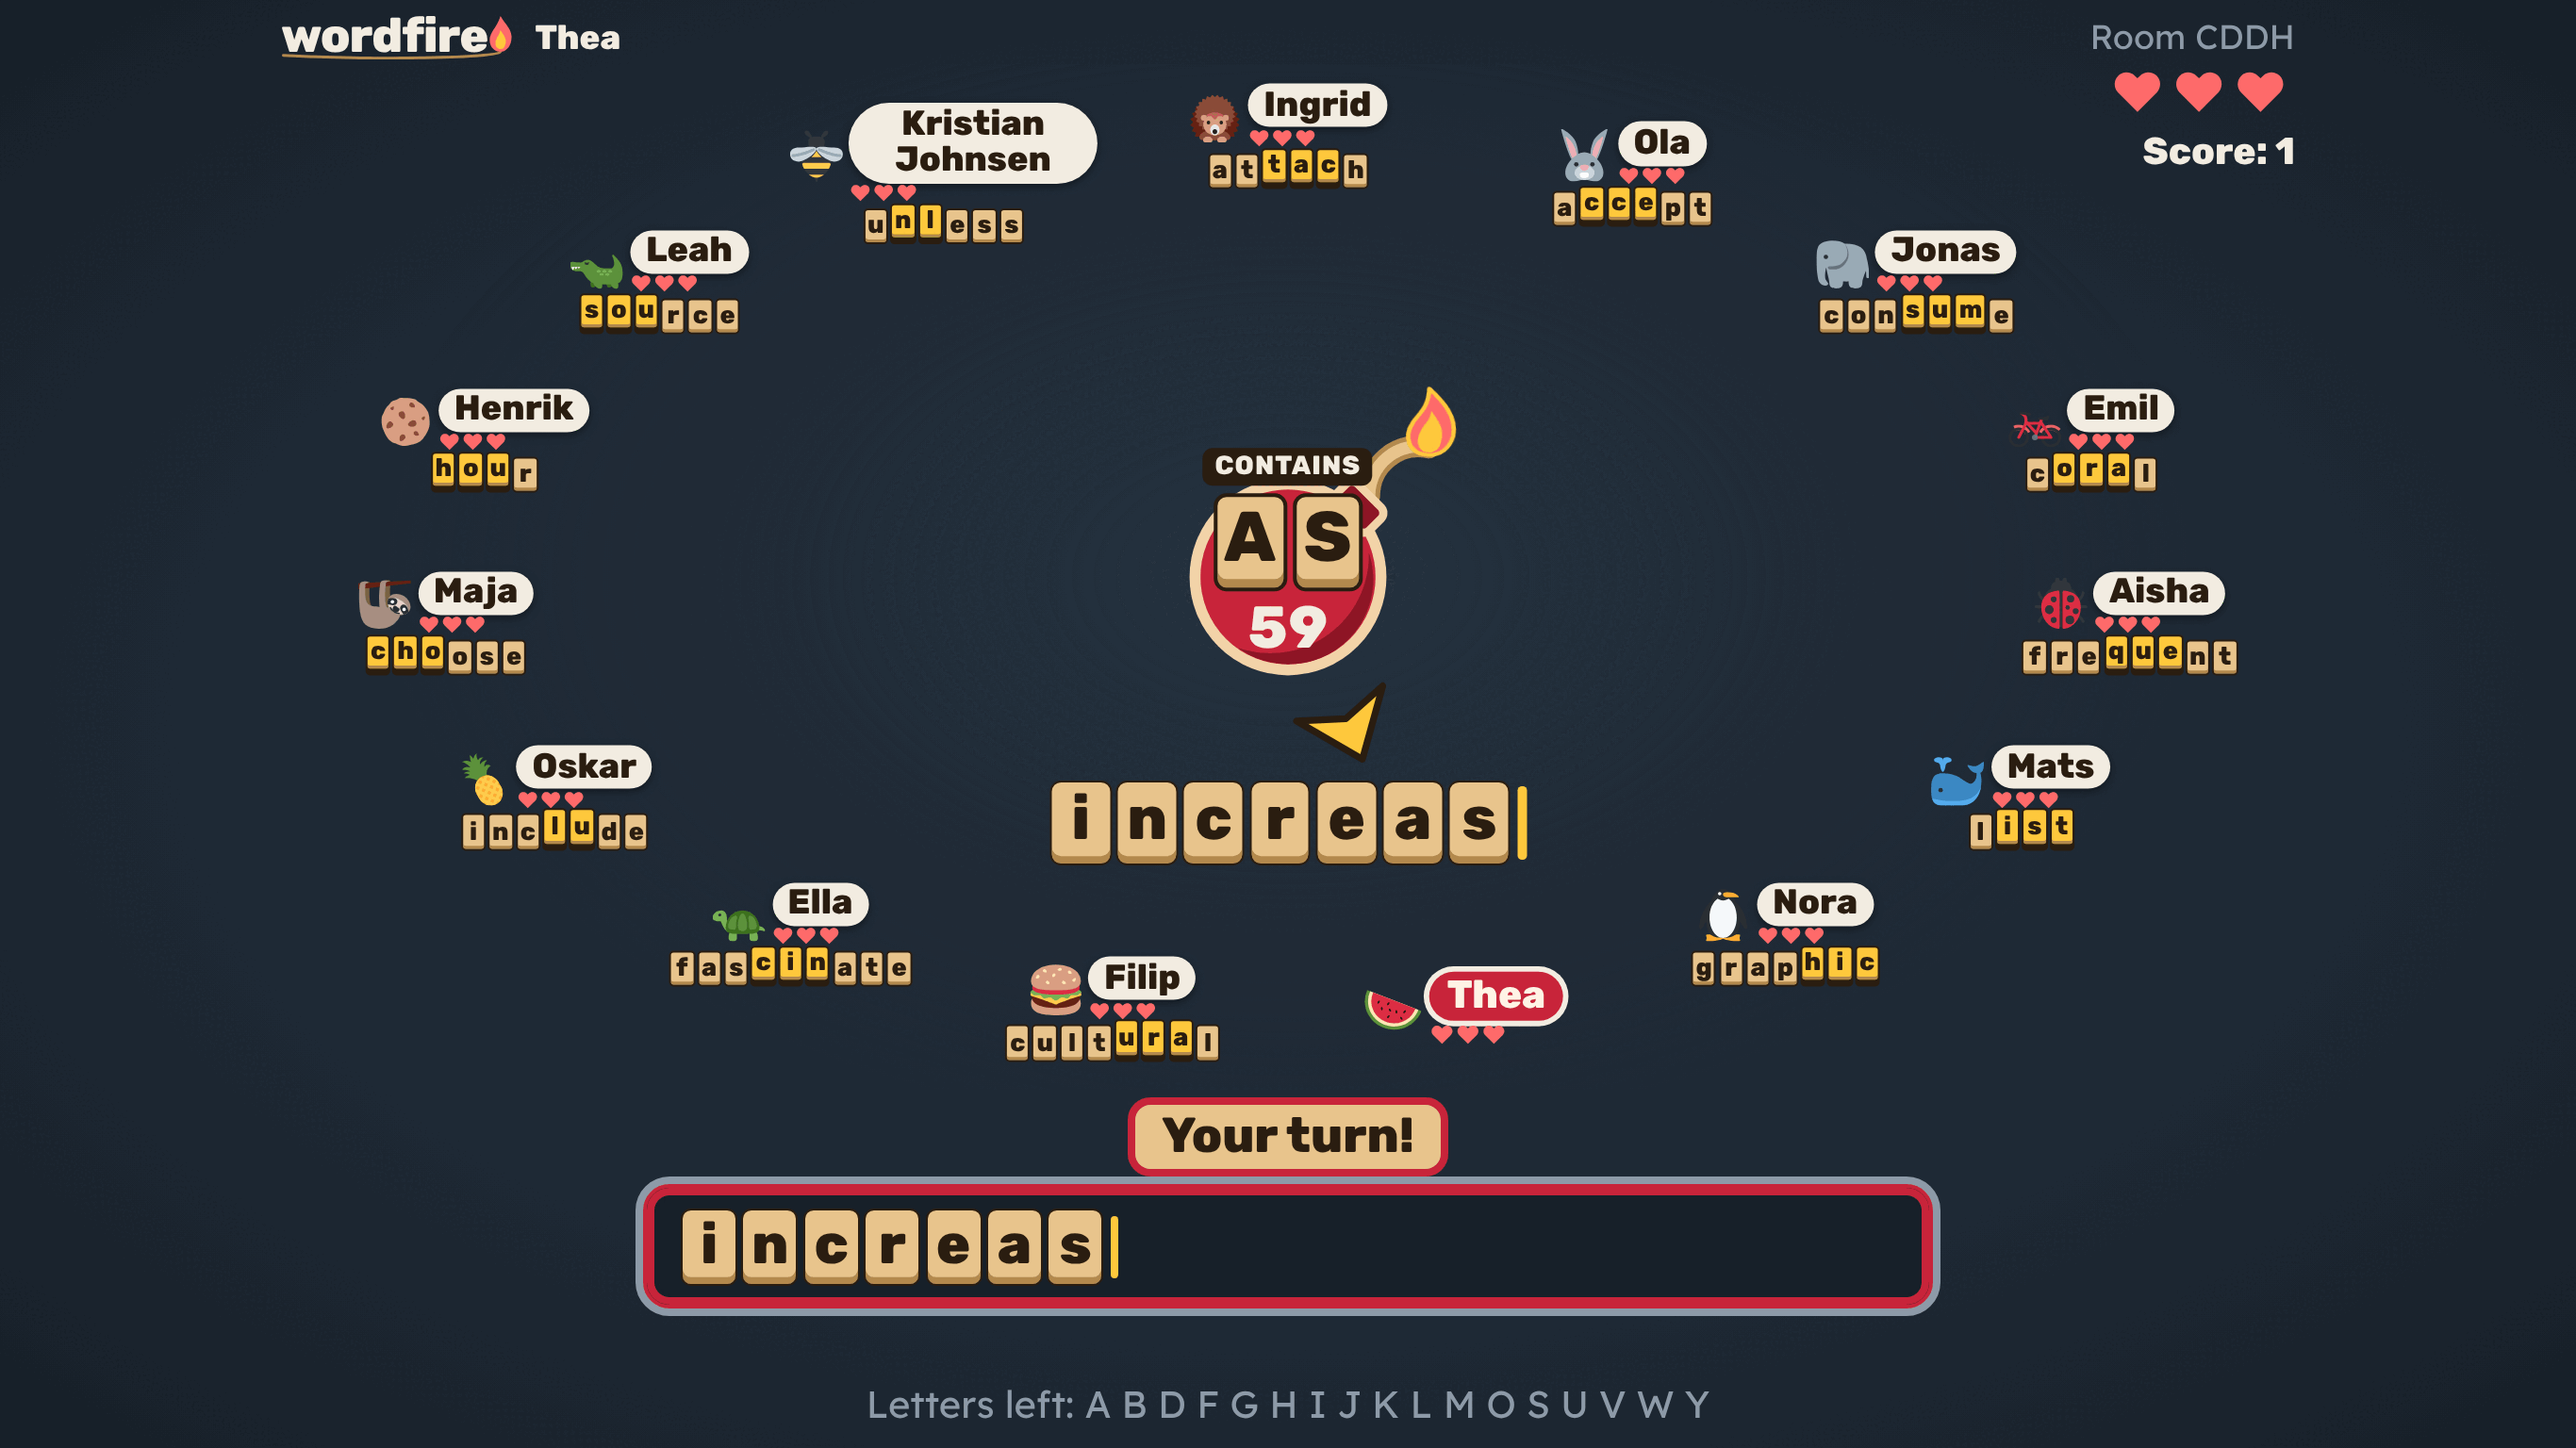 wordfire Thea
Room CDDH
Score: 1
Kristian
Johnsen
unless
Ingrid
attach
Ola
accept
Leah
source
Jonas
consume
Henrik
hour
Emil
coral
CONTAINS
AS
59
Maja
choose
Aisha
frequent
Oskar
include
Mats
list
increas
Ella
fascinate
Nora
graphic
Filip
cultural
Thea
Your turn!
increas
Letters left: A B D F G H I J K L M O S U V W Y